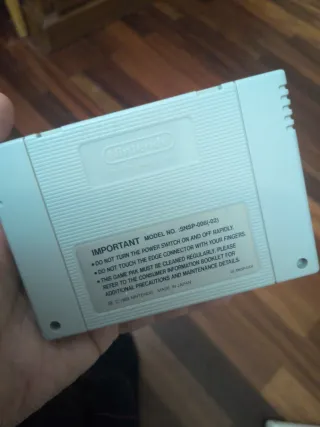 Nintendo
IMPORTANT MODEL NO. :SNSP-006(-02)
• DO NOT TURN THE POWER SWITCH ON AND OFF RAPIDLY.
• DO NOT TOUCH THE EDGE CONNECTOR WITH YOUR FINGERS.
• THIS GAME PAK MUST BE CLEANED REGULARLY. PLEASE
REFER TO THE CONSUMER INFORMATION BOOKLET FOR
ADDITIONAL PRECAUTIONS AND MAINTENANCE DETAILS.
NINTENDO MADE IN JAPAN